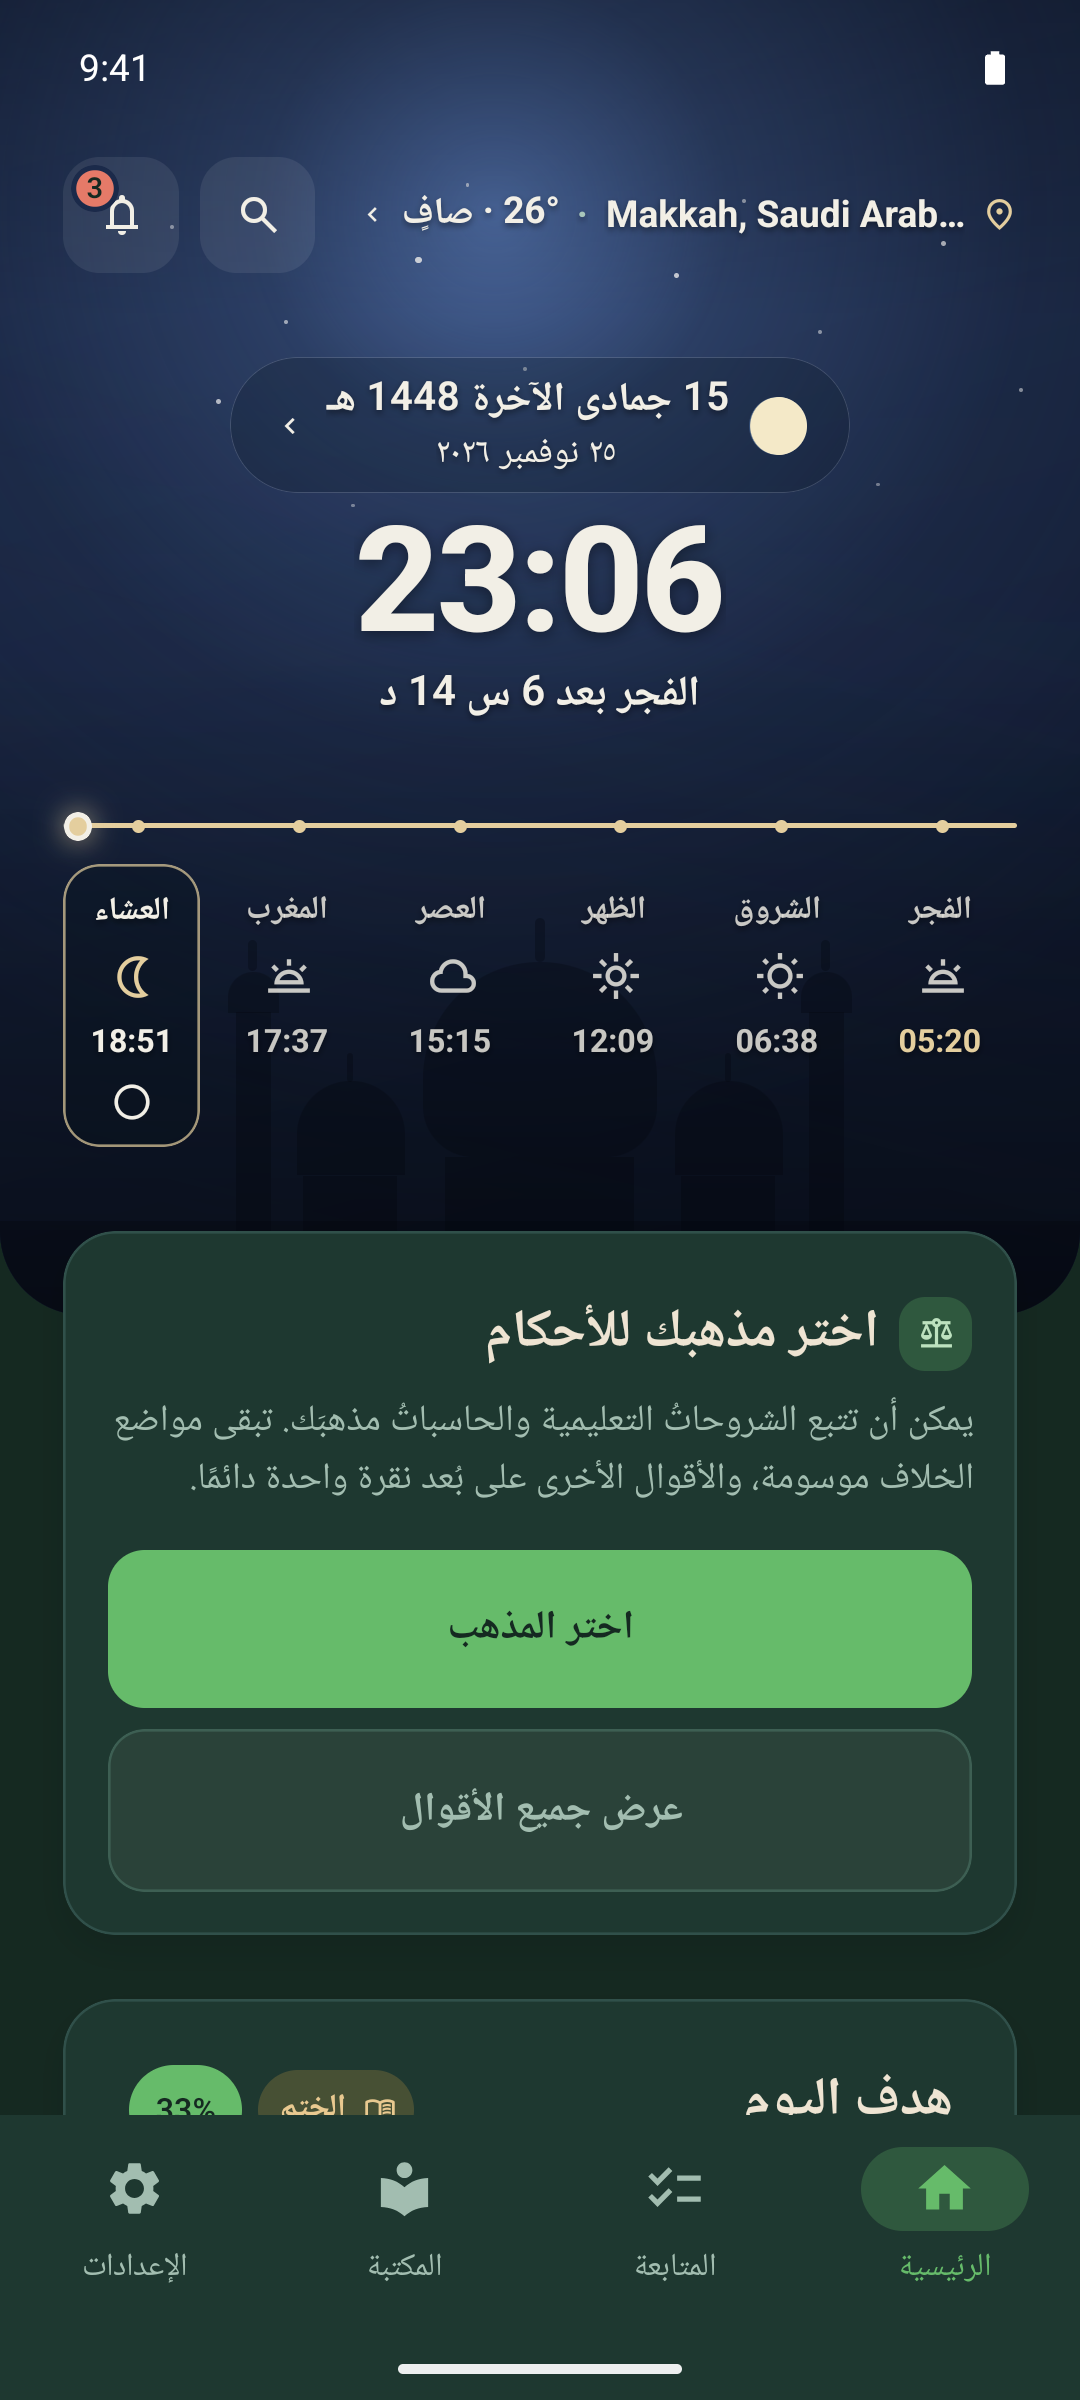 9:41
Makkah, Saudi Arab… · 26° · صافٍ
3
15 جمادى الآخرة 1448 هـ
٢٥ نوفمبر ٢٠٢٦
23:06
الفجر بعد 6 س 14 د
الفجر الشروق الظهر العصر المغرب العشاء
05:20 06:38 12:09 15:15 17:37 18:51
اختر مذهبك للأحكام
يمكن أن تتبع الشروحاتُ التعليمية والحاسباتُ مذهبَك. تبقى مواضع
الخلاف موسومة، والأقوال الأخرى على بُعد نقرة واحدة دائمًا.
اختر المذهب
عرض جميع الأقوال
هدف اليوم الختم 33%
الرئيسية المتابعة المكتبة الإعدادات